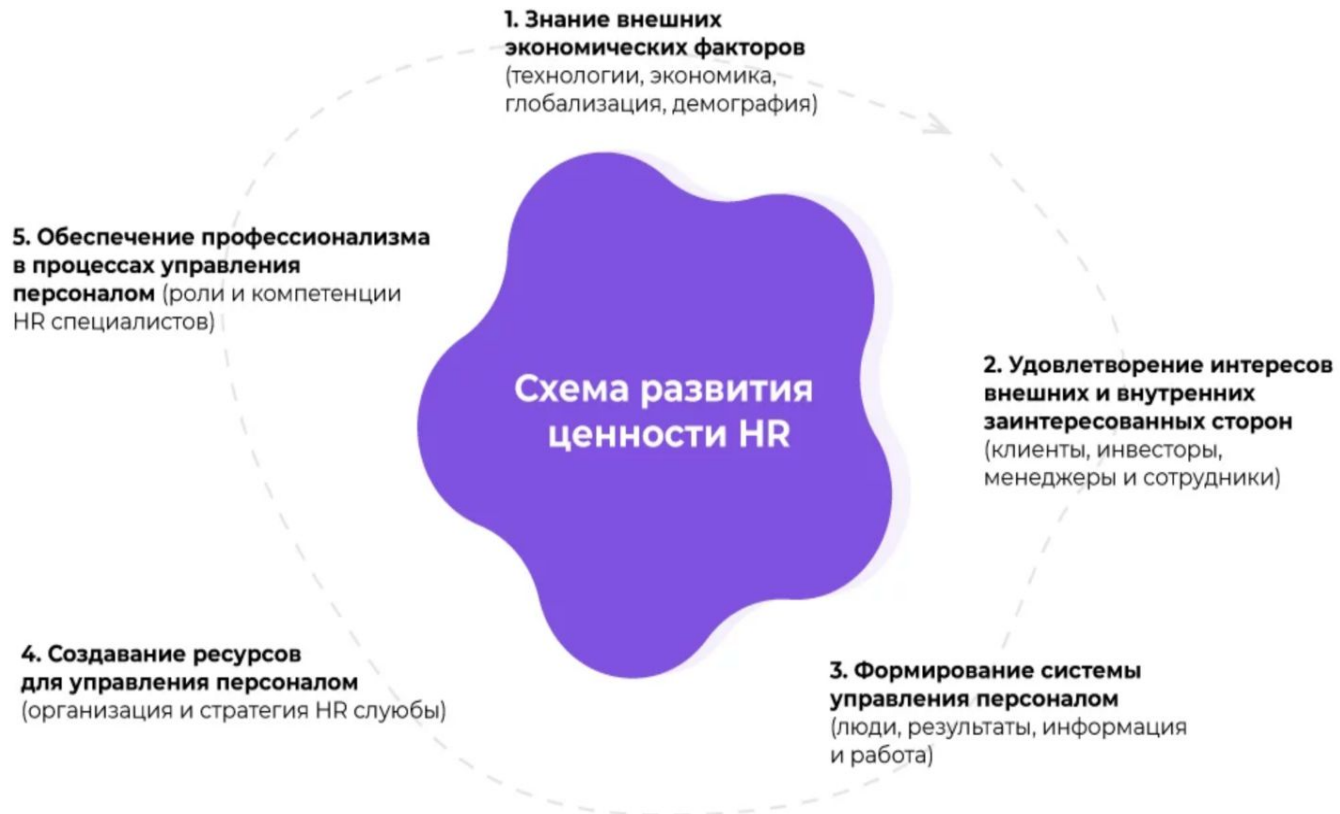 1. Знание внешних
экономических факторов
(технологии, экономика,
глобализация, демография)
5. Обеспечение профессионализма
в процессах управления
персоналом (роли и компетенции
HR специалистов)
Схема развития
ценности HR
2. Удовлетворение интересов
внешних и внутренних
заинтересованных сторон
(клиенты, инвесторы,
менеджеры и сотрудники)
4. Создавание ресурсов
для управления персоналом
(организация и стратегия HR слуюбы)
3. Формирование системы
управления персоналом
(люди, результаты, информация
и работа)